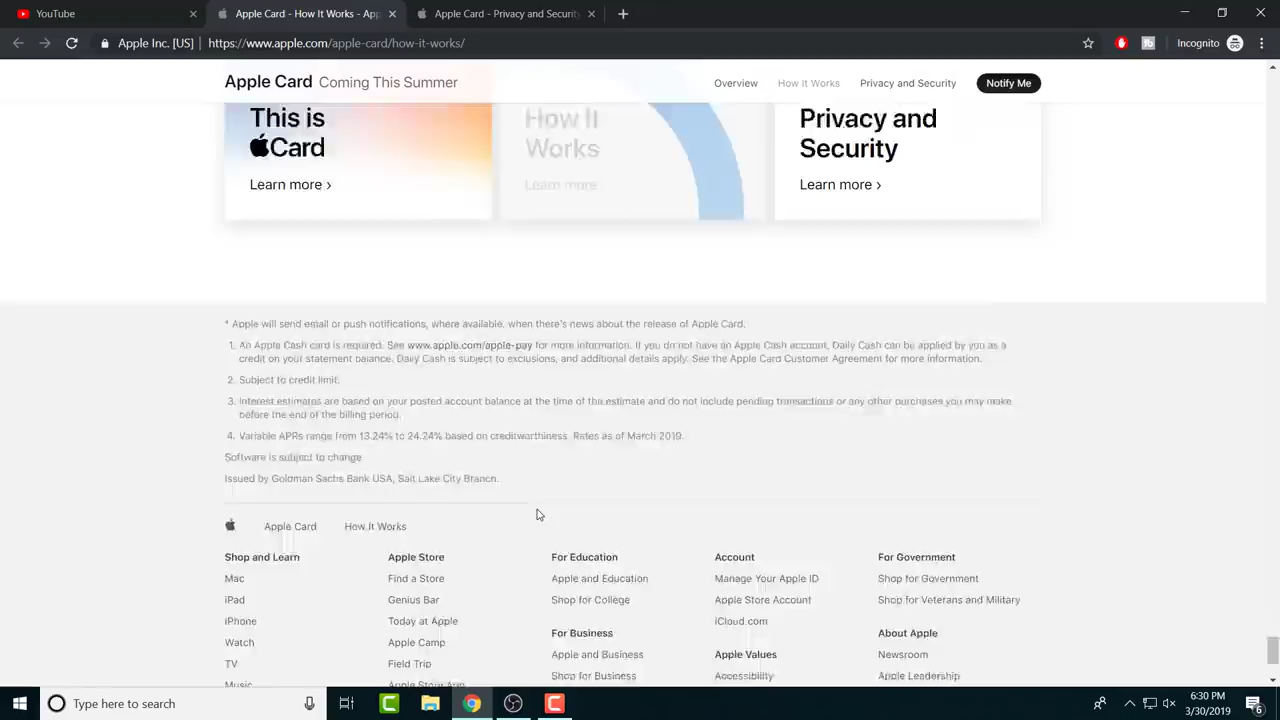 YouTube
Apple Card - How It Works - App
Apple Card - Privacy and Security
Apple Inc. [US] | https://www.apple.com/apple-card/how-it-works/
Incognito
Apple Card Coming This Summer
Overview
How It Works
Privacy and Security
Notify Me
This is
Card
Learn more ›
How It
Works
Learn more
Privacy and
Security
Learn more ›
* Apple will send email or push notifications, where available, when there's news about the release of Apple Card.
1. An Apple Cash card is required. See www.apple.com/apple-pay for more information. If you do not have an Apple Cash account, Daily Cash can be applied by you as a
credit on your statement balance. Daily Cash is subject to exclusions, and additional details apply. See the Apple Card Customer Agreement for more information.
2. Subject to credit limit.
3. Interest estimates are based on your posted account balance at the time of the estimate and do not include pending transactions or any other purchases you may make
before the end of the billing period.
4. Variable APRs range from 13.24% to 24.24% based on creditworthiness. Rates as of March 2019.
Software is subject to change.
Issued by Goldman Sachs Bank USA, Salt Lake City Branch.
Apple Card
How It Works
Shop and Learn
Mac
iPad
iPhone
Watch
TV
Music
Apple Store
Find a Store
Genius Bar
Today at Apple
Apple Camp
Field Trip
Apple Store App
For Education
Apple and Education
Shop for College
For Business
Apple and Business
Shop for Business
Account
Manage Your Apple ID
Apple Store Account
iCloud.com
Apple Values
Accessibility
For Government
Shop for Government
Shop for Veterans and Military
About Apple
Newsroom
Apple Leadership
Type here to search
6:30 PM
3/30/2019
6